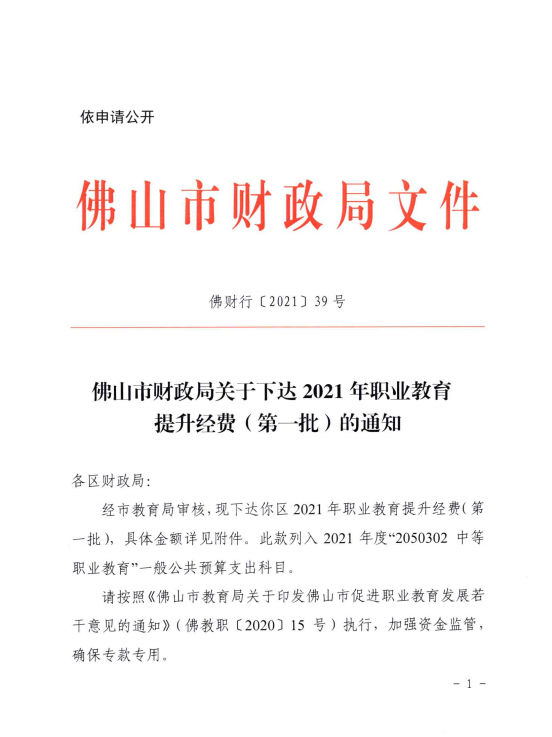 依申请公开
佛山市财政局文件
佛财行〔2021〕39 号
佛山市财政局关于下达 2021 年职业教育
提升经费（第一批）的通知
各区财政局：
经市教育局审核，现下达你区 2021 年职业教育提升经费（第
一批），具体金额详见附件。此款列入 2021 年度“2050302 中等
职业教育”一般公共预算支出科目。
请按照《佛山市教育局关于印发佛山市促进职业教育发展若
干意见的通知》（佛教职〔2020〕15 号）执行，加强资金监管，
确保专款专用。
- 1 -